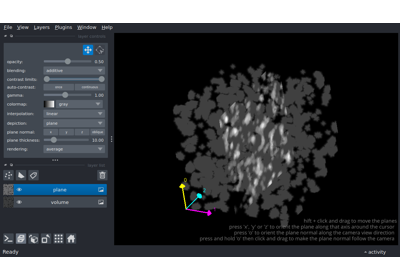 File View Layers Plugins Window Help
layer controls
opacity: 0.50
blending: additive
contrast limits:
auto-contrast: once continuous
gamma: 1.00
colormap: gray
interpolation: linear
depiction: plane
plane normal: x y z oblique
plane thickness: 10.00
rendering: average
layer list
plane
volume
hift + click and drag to move the plane
press 'x', 'y' or 'z' to orient the plane along that axis around the cursor
press 'o' to orient the plane normal along the camera view direction
press and hold 'o' then click and drag to make the plane normal follow the camera
Ready
activity